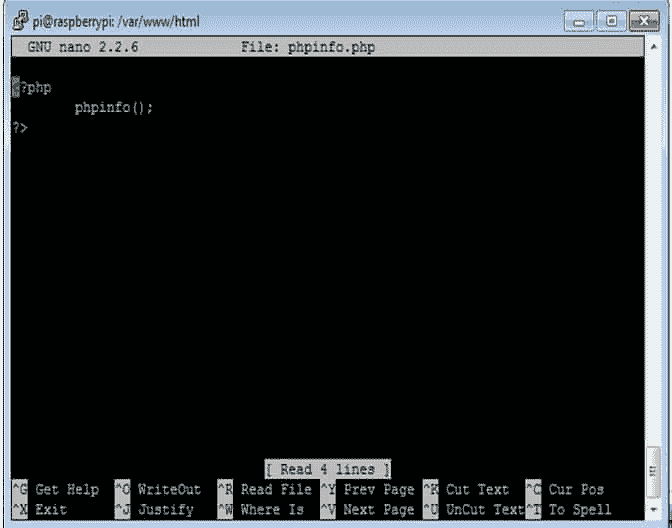 pi@raspberrypi: /var/www/html
GNU nano 2.2.6 File: phpinfo.php
<?php
phpinfo();
?>
[ Read 4 lines ]
^G Get Help ^O WriteOut ^R Read File ^Y Prev Page ^K Cut Text ^C Cur Pos
^X Exit ^J Justify ^W Where Is ^V Next Page ^U UnCut Text ^T To Spell